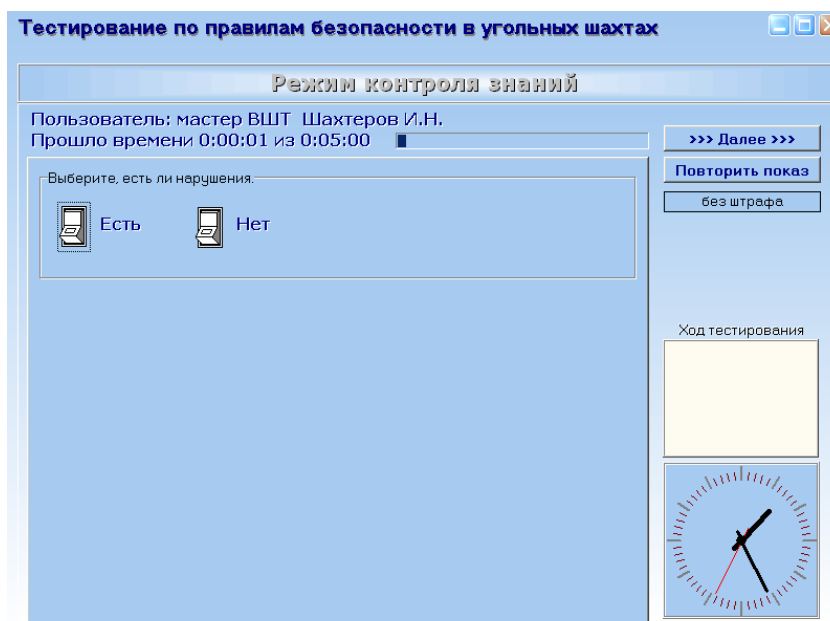 Тестирование по правилам безопасности в угольных шахтах
Режим контроля знаний
Пользователь: мастер ВШТ Шахтеров И.Н.
Прошло времени 0:00:01 из 0:05:00
>>> Далее >>>
Повторить показ
без штрафа
Выберите, есть ли нарушения.
Есть
Нет
Ход тестирования